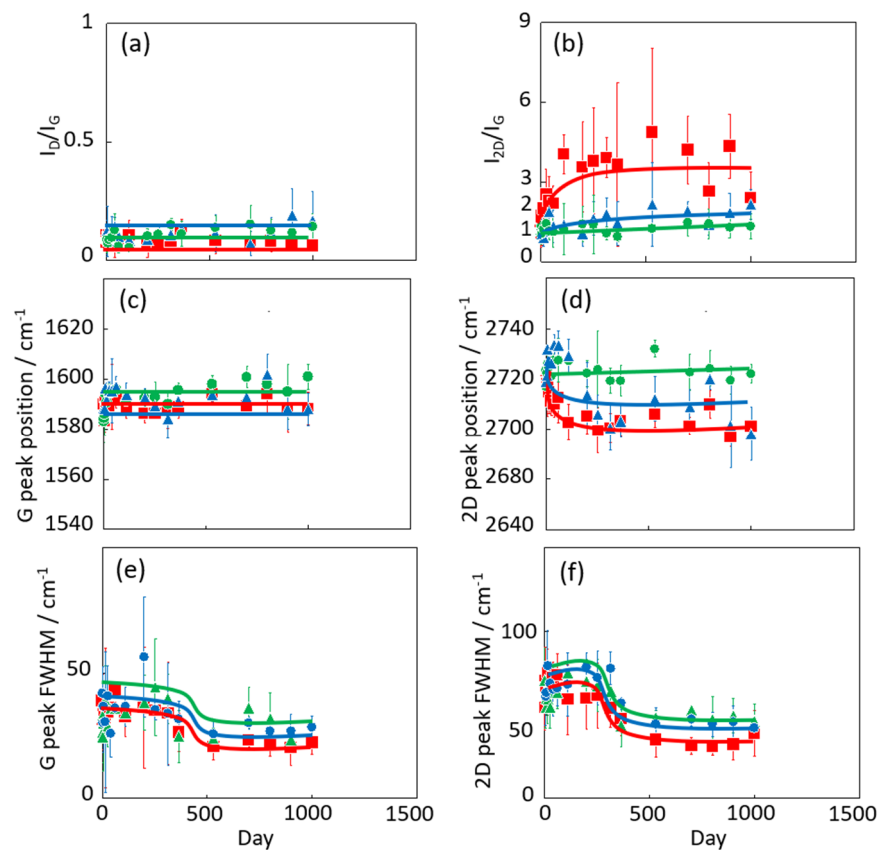 (a)
1
0.5
0
I_D/I_G
(b)
9
6
3
2
1
0
I_2D/I_G
(c)
1620
1600
1580
1560
1540
G peak position / cm⁻¹
(d)
2740
2720
2700
2680
2660
2640
2D peak position / cm⁻¹
(e)
50
0
G peak FWHM / cm⁻¹
0 500 1000 1500
Day
(f)
100
50
0
2D peak FWHM / cm⁻¹
0 500 1000 1500
Day